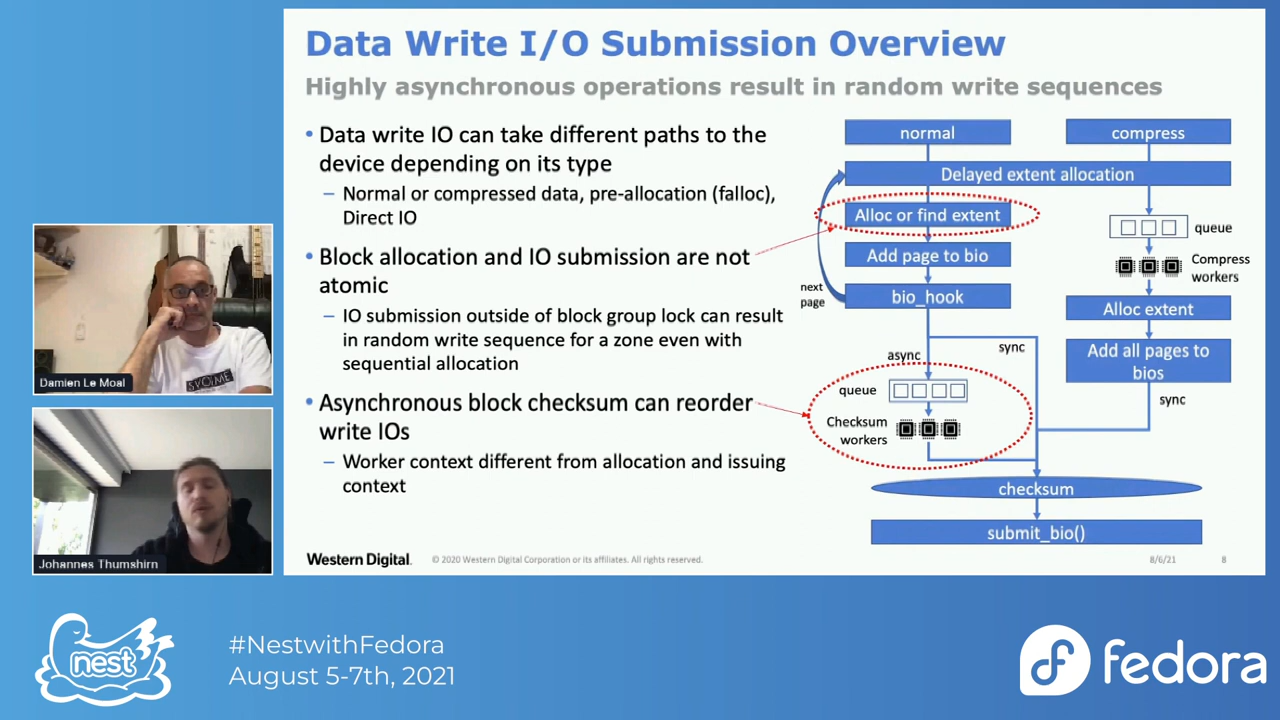 Data Write I/O Submission Overview
Highly asynchronous operations result in random write sequences
• Data write IO can take different paths to the
device depending on its type
– Normal or compressed data, pre-allocation (falloc),
Direct IO
• Block allocation and IO submission are not
atomic
– IO submission outside of block group lock can result
in random write sequence for a zone even with
sequential allocation
• Asynchronous block checksum can reorder
write IOs
– Worker context different from allocation and issuing
context
normal
compress
Delayed extent allocation
Alloc or find extent
Add page to bio
bio_hook
next
page
queue
Compress
workers
Alloc extent
Add all pages to
bios
async
sync
sync
queue
Checksum
workers
checksum
submit_bio()
Western Digital.
© 2020 Western Digital Corporation or its affiliates. All rights reserved.
8/6/21
8
Damien Le Moal
Johannes Thumshirn
nest
#NestwithFedora
August 5-7th, 2021
fedora